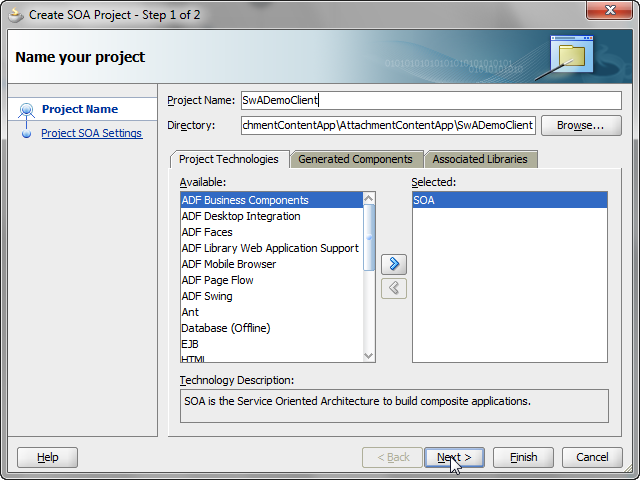 Create SOA Project - Step 1 of 2
Name your project
Project Name
Project SOA Settings
Project Name: SwADemoClient
Directory: chmentContentApp\AttachmentContentApp\SwADemoClient Browse...
Project Technologies Generated Components Associated Libraries
Available: Selected:
ADF Business Components SOA
ADF Desktop Integration
ADF Faces
ADF Library Web Application Support
ADF Mobile Browser
ADF Page Flow
ADF Swing
Ant
Database (Offline)
EJB
HTML
Technology Description:
SOA is the Service Oriented Architecture to build composite applications.
Help < Back Next > Finish Cancel